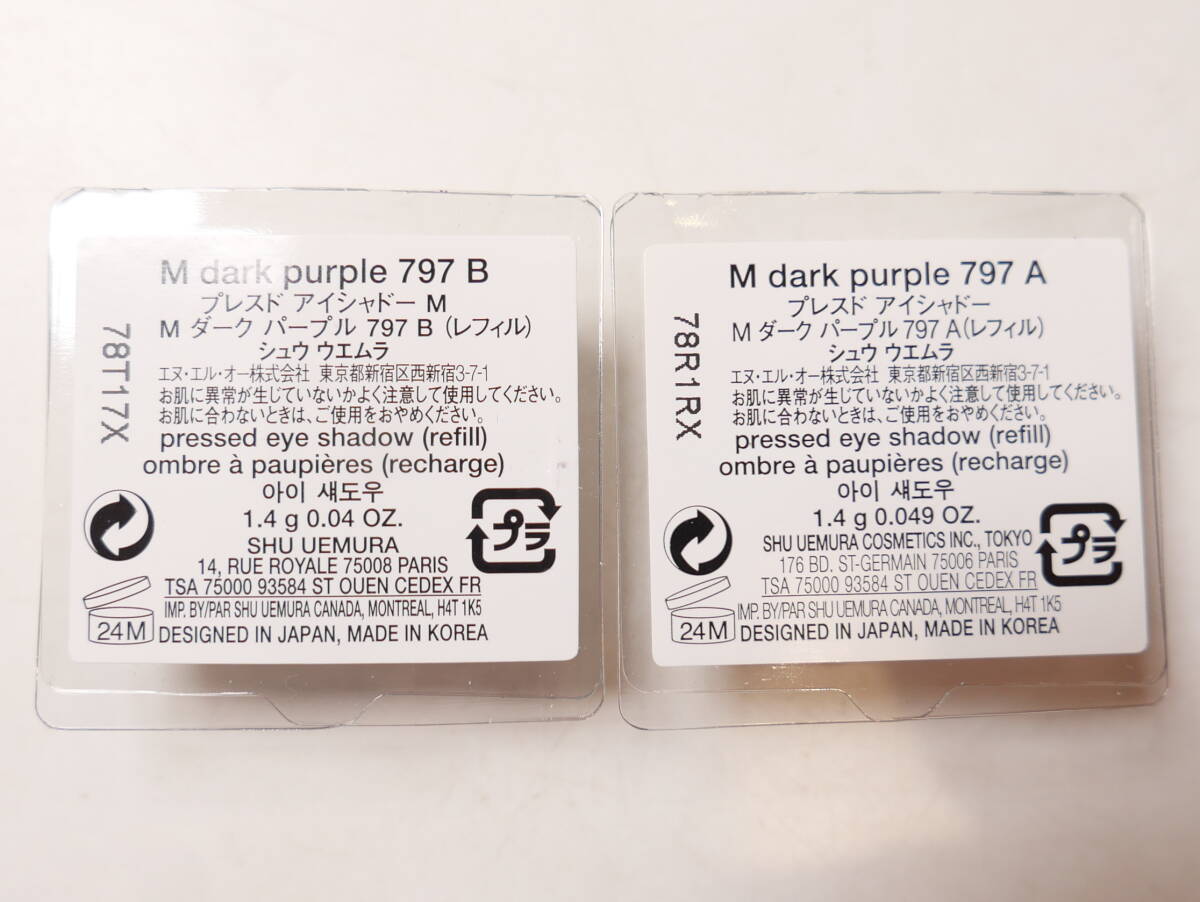 M dark purple 797 B
プレスド アイシャドー M
M ダーク パープル 797 B (レフィル)
シュウ ウエムラ
エヌ・エル・オー株式会社 東京都新宿区西新宿3-7-1
お肌に異常が生じていないかよく注意して使用してください。
お肌に合わないときは、ご使用をおやめください。
pressed eye shadow (refill)
ombre à paupières (recharge)
아이 섀도우
1.4 g 0.04 OZ.
SHU UEMURA
14, RUE ROYALE 75008 PARIS
TSA 75000 93584 ST OUEN CEDEX FR
IMP. BY/PAR SHU UEMURA CANADA, MONTREAL, H4T 1K5
DESIGNED IN JAPAN, MADE IN KOREA
78T17X
プラ
24M
M dark purple 797 A
プレスド アイシャドー
M ダーク パープル 797 A(レフィル)
シュウ ウエムラ
エヌ・エル・オー株式会社 東京都新宿区西新宿3-7-1
お肌に異常が生じていないかよく注意して使用してください。
お肌に合わないときは、ご使用をおやめください。
pressed eye shadow (refill)
ombre à paupières (recharge)
아이 섀도우
1.4 g 0.049 OZ.
SHU UEMURA COSMETICS INC., TOKYO
176 BD. ST-GERMAIN 75006 PARIS
TSA 75000 93584 ST OUEN CEDEX FR
IMP. BY/PAR SHU UEMURA CANADA, MONTREAL, H4T 1K5
DESIGNED IN JAPAN, MADE IN KOREA
78R1RX
プラ
24M